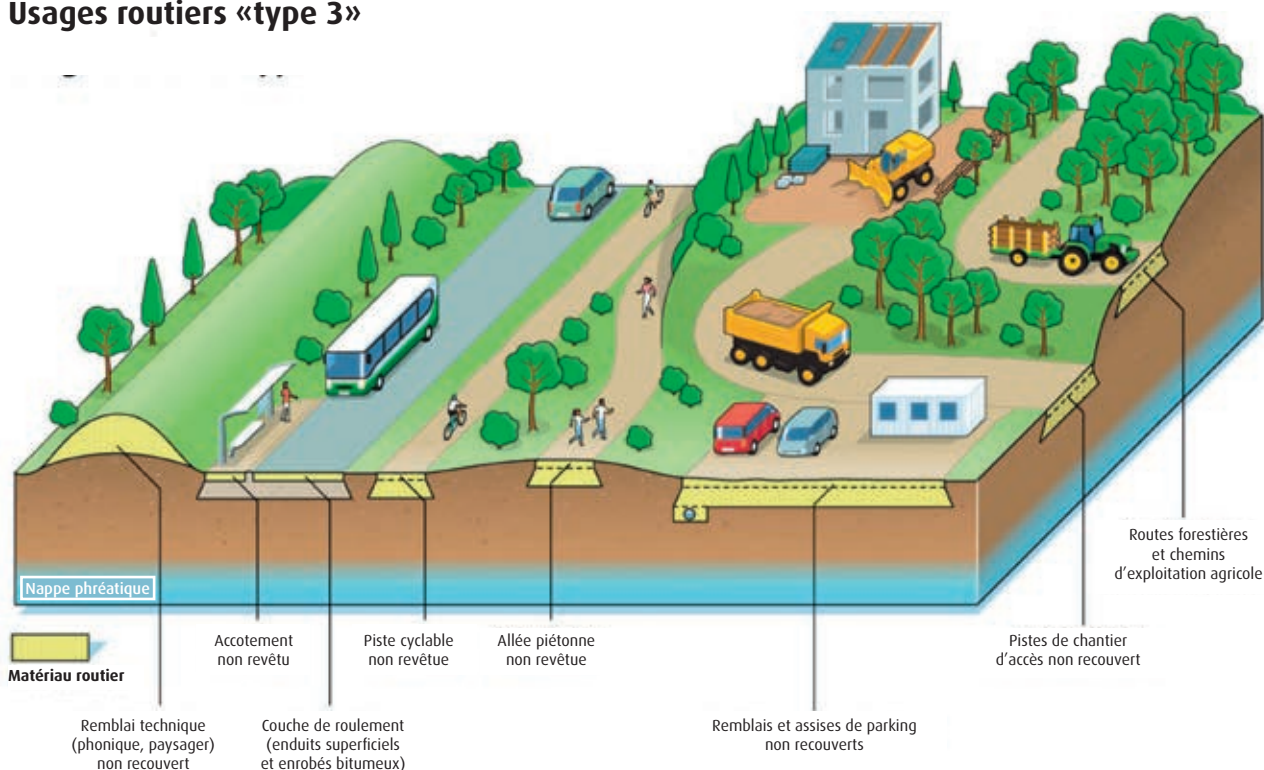 Usages routiers «type 3»
Nappe phréatique
Matériau routier
Remblai technique
(phonique, paysager)
non recouvert
Accotement
non revêtu
Couche de roulement
(enduits superficiels
et enrobés bitumeux)
Piste cyclable
non revêtue
Allée piétonne
non revêtue
Remblais et assises de parking
non recouverts
Pistes de chantier
d'accès non recouvert
Routes forestières
et chemins
d'exploitation agricole